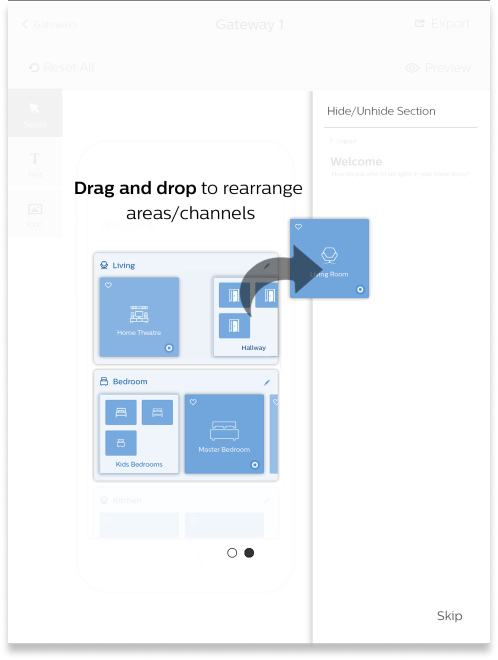 Gateways
Gateway 1
Export
Reset All
Preview
Select
Text
Icon
Hide/Unhide Section
Logout
Welcome
Drag and drop to rearrange
areas/channels
Living
Living Room
Home Theatre
Hallway
Bedroom
Kids Bedrooms
Master Bedroom
Kitchen
Skip